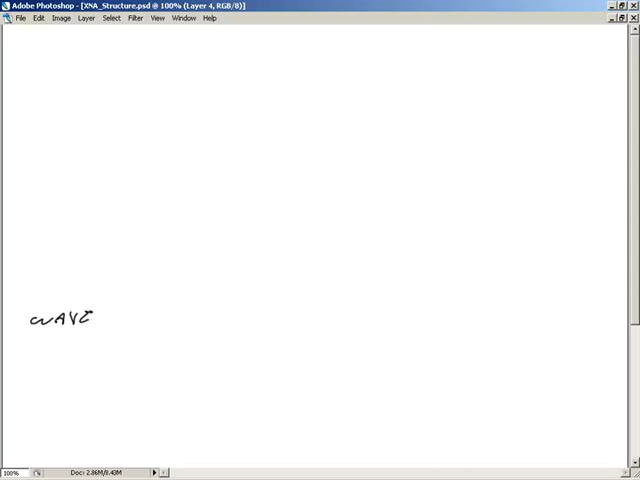 Adobe Photoshop - [XNA_Structure.psd @ 100% (Layer 4, RGB/8)]
File Edit Image Layer Select Filter View Window Help
WAVE
100% Doc: 2.86M/8.43M